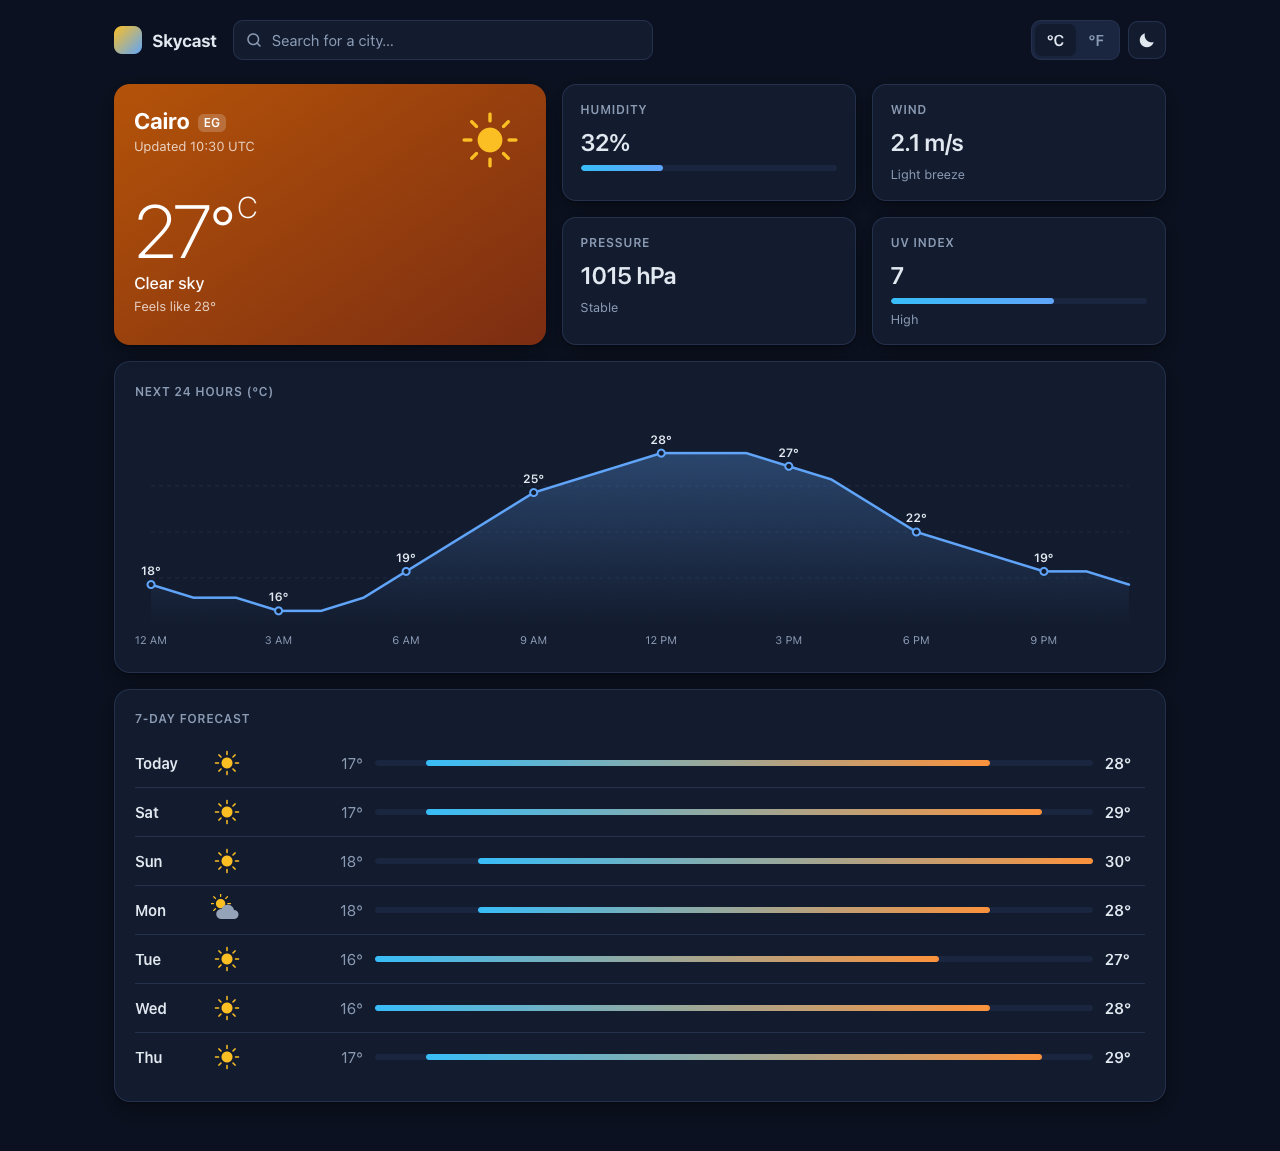 Skycast
Search for a city...
°C °F
Cairo EG
Updated 10:30 UTC
27°C
Clear sky
Feels like 28°
HUMIDITY
32%
WIND
2.1 m/s
Light breeze
PRESSURE
1015 hPa
Stable
UV INDEX
7
High
NEXT 24 HOURS (°C)
18° 16° 19° 25° 28° 27° 22° 19°
12 AM 3 AM 6 AM 9 AM 12 PM 3 PM 6 PM 9 PM
7-DAY FORECAST
Today 17° 28°
Sat 17° 29°
Sun 18° 30°
Mon 18° 28°
Tue 16° 27°
Wed 16° 28°
Thu 17° 29°